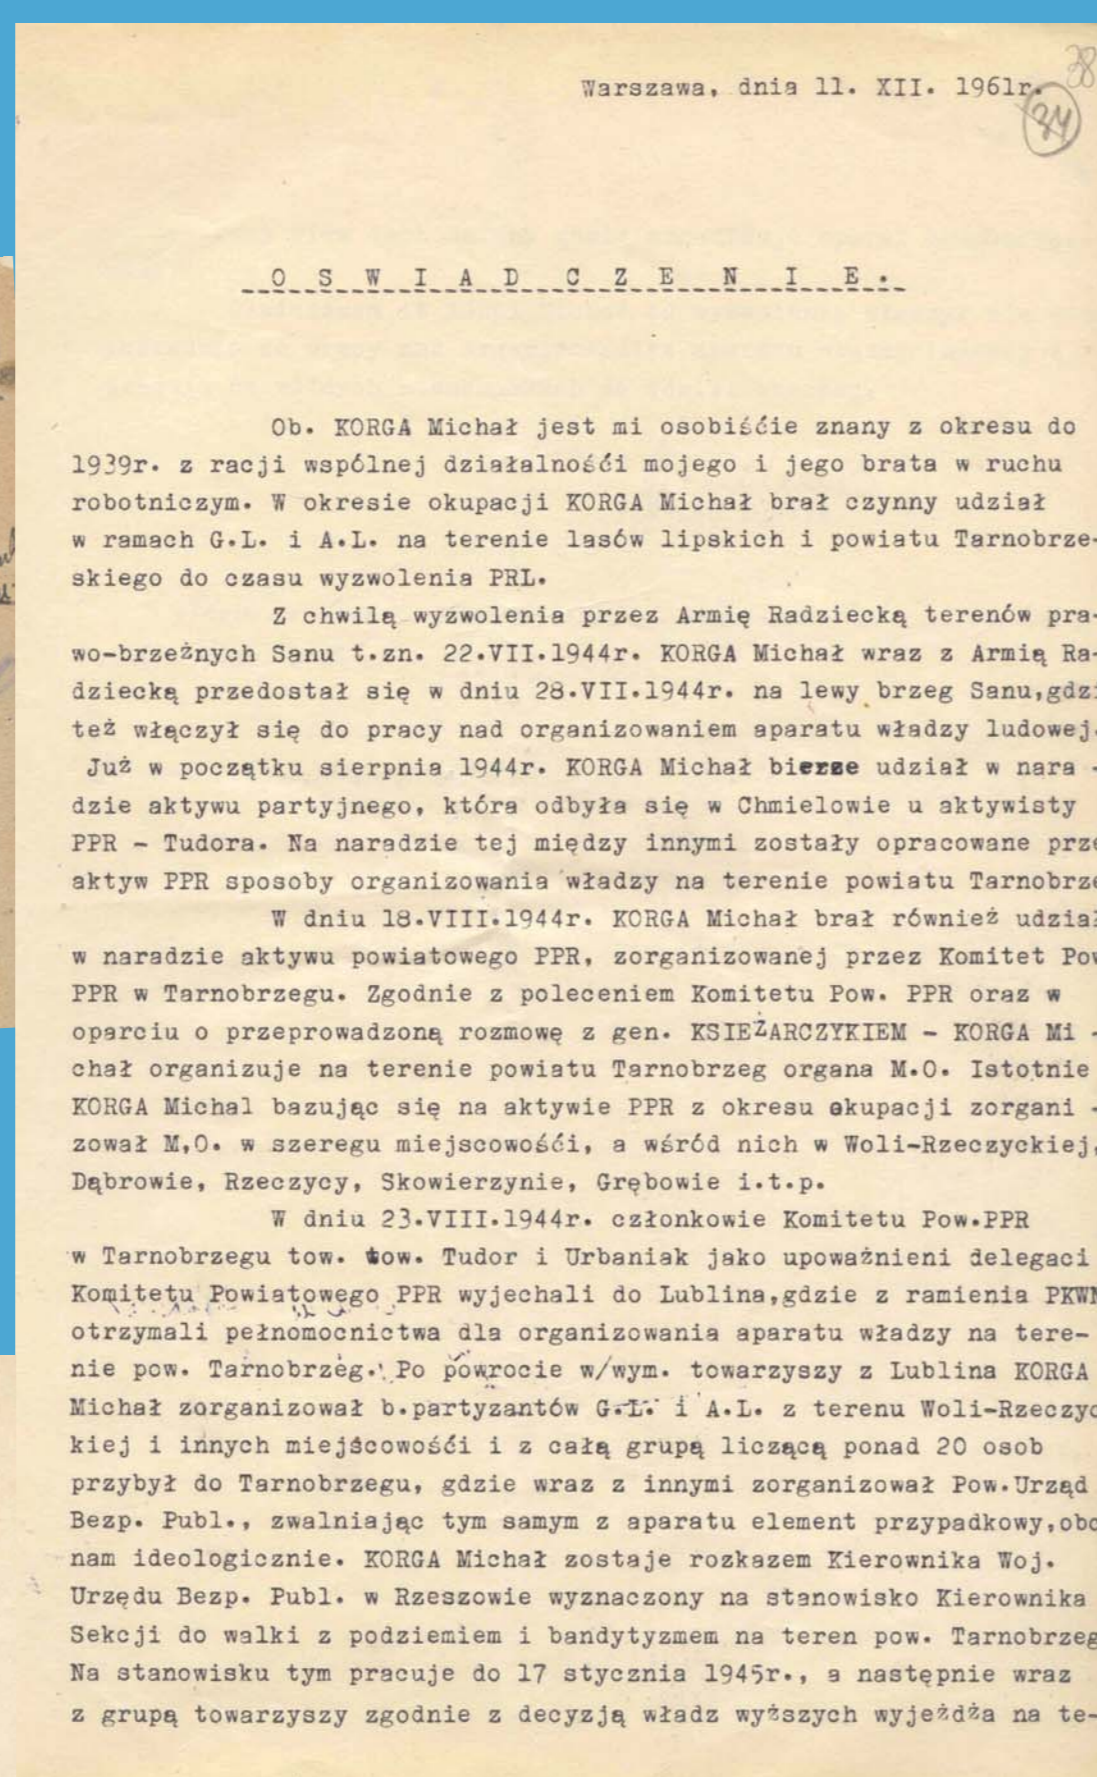 38
Warszawa, dnia 11. XII. 1961r.
34
O S W I A D C Z E N I E.
Ob. KORGA Michał jest mi osobiśćie znany z okresu do
1939r. z racji wspólnej działalnośći mojego i jego brata w ruchu
robotniczym. W okresie okupacji KORGA Michał brał czynny udział
w ramach G.L. i A.L. na terenie lasów lipskich i powiatu Tarnobrze-
skiego do czasu wyzwolenia PRL.
Z chwilą wyzwolenia przez Armię Radziecką terenów pra-
wo-brzeżnych Sanu t.zn. 22.VII.1944r. KORGA Michał wraz z Armią Ra-
dziecką przedostał się w dniu 28.VII.1944r. na lewy brzeg Sanu,gdzi
też włączył się do pracy nad organizowaniem aparatu władzy ludowej.
Już w początku sierpnia 1944r. KORGA Michał bierze udział w nara -
dzie aktywu partyjnego, która odbyła się w Chmielowie u aktywisty
PPR - Tudora. Na naradzie tej między innymi zostały opracowane prze
aktyw PPR sposoby organizowania władzy na terenie powiatu Tarnobrze
W dniu 18.VIII.1944r. KORGA Michał brał również udział
w naradzie aktywu powiatowego PPR, zorganizowanej przez Komitet Pow
PPR w Tarnobrzegu. Zgodnie z poleceniem Komitetu Pow. PPR oraz w
oparciu o przeprowadzoną rozmowę z gen. KSIEŻARCZYKIEM - KORGA Mi -
chał organizuje na terenie powiatu Tarnobrzeg organa M.O. Istotnie
KORGA Michal bazując się na aktywie PPR z okresu okupacji zorgani -
zował M,O. w szeregu miejscowośći, a wśród nich w Woli-Rzeczyckiej,
Dąbrowie, Rzeczycy, Skowierzynie, Grębowie i.t.p.
W dniu 23.VIII.1944r. członkowie Komitetu Pow.PPR
w Tarnobrzegu tow. tow. Tudor i Urbaniak jako upoważnieni delegaci
Komitetu Powiatowego PPR wyjechali do Lublina,gdzie z ramienia PKWN
otrzymali pełnomocnictwa dla organizowania aparatu władzy na tere-
nie pow. Tarnobrzeg. Po powrocie w/wym. towarzyszy z Lublina KORGA
Michał zorganizował b.partyzantów G.L. i A.L. z terenu Woli-Rzeczyc
kiej i innych miejscowośći i z całą grupą liczącą ponad 20 osob
przybył do Tarnobrzegu, gdzie wraz z innymi zorganizował Pow.Urząd
Bezp. Publ., zwalniając tym samym z aparatu element przypadkowy,obc
nam ideologicznie. KORGA Michał zostaje rozkazem Kierownika Woj.
Urzędu Bezp. Publ. w Rzeszowie wyznaczony na stanowisko Kierownika
Sekcji do walki z podziemiem i bandytyzmem na teren pow. Tarnobrzeg
Na stanowisku tym pracuje do 17 stycznia 1945r., a następnie wraz
z grupą towarzyszy zgodnie z decyzją władz wyższych wyjeżdża na te-